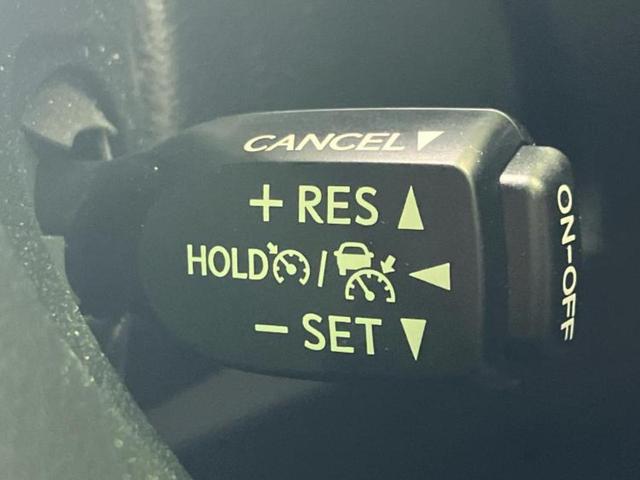 CANCEL
+ RES
HOLD /
- SET
ON-OFF